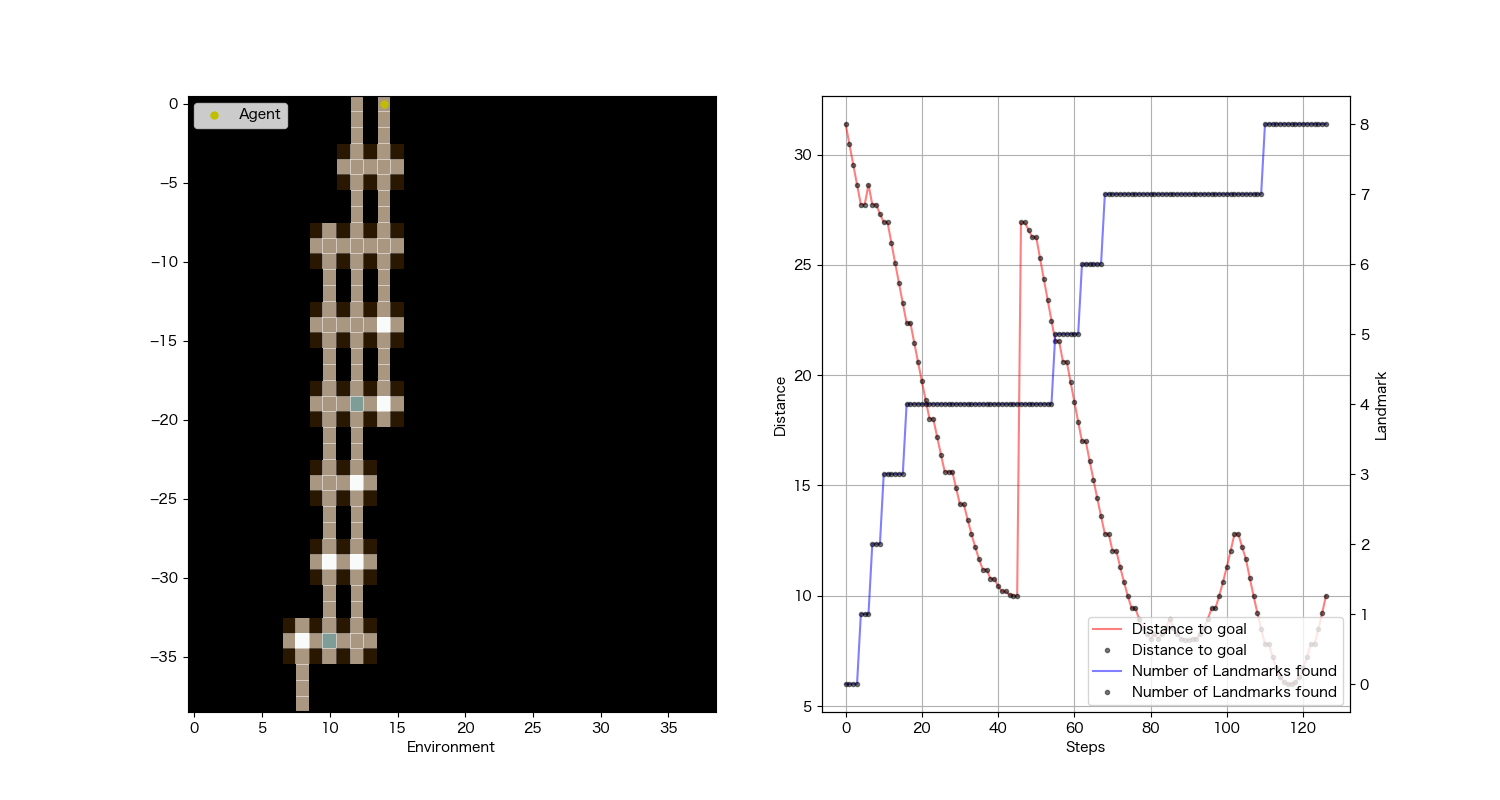 Agent
0
−5
−10
−15
−20
−25
−30
−35
0 5 10 15 20 25 30 35
Environment
Distance
30
25
20
15
10
5
0 20 40 60 80 100 120
Steps
8
7
6
5
4
3
2
1
0
Landmark
Distance to goal
Distance to goal
Number of Landmarks found
Number of Landmarks found